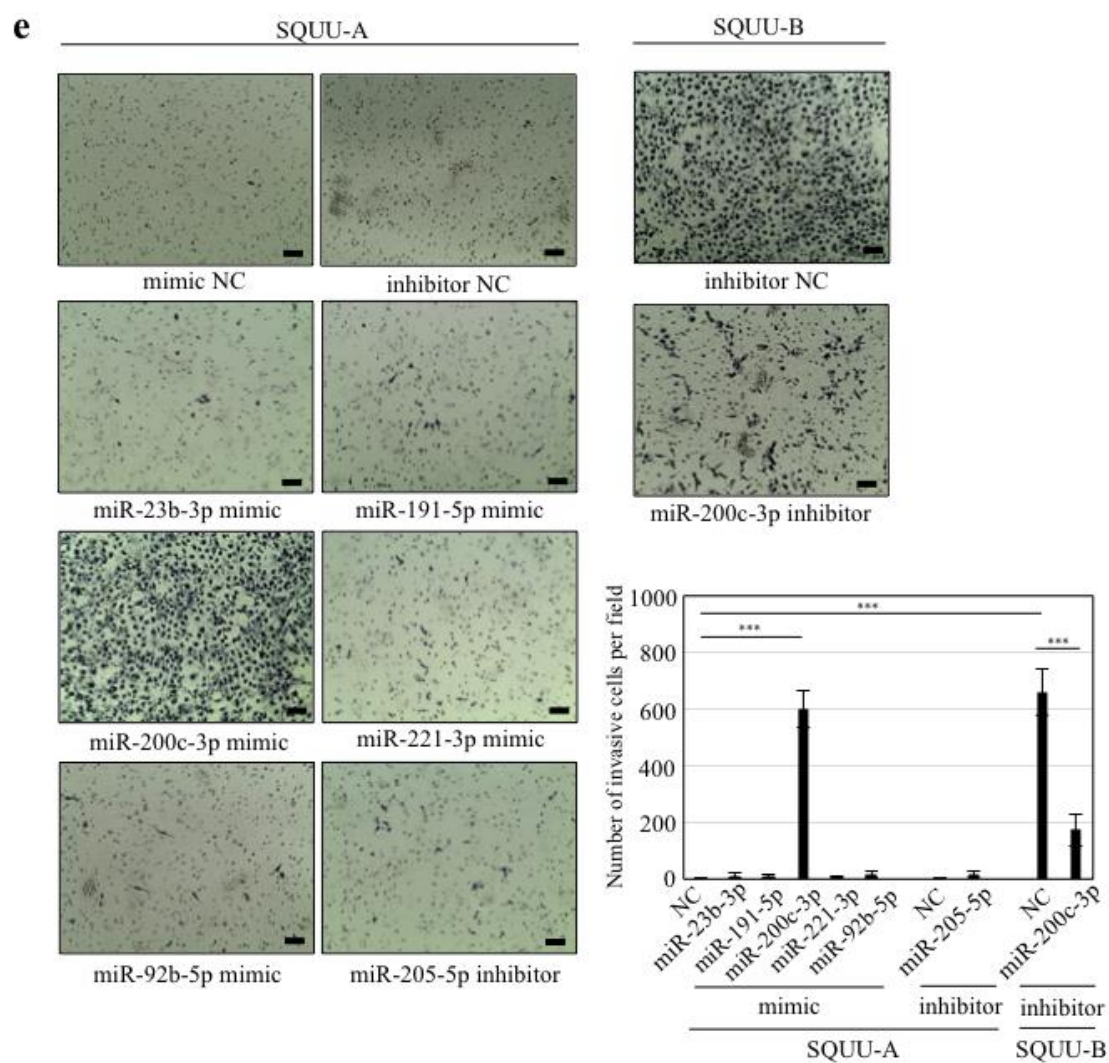 e
SQUU-A
SQUU-B
mimic NC
inhibitor NC
inhibitor NC
miR-23b-3p mimic
miR-191-5p mimic
miR-200c-3p inhibitor
miR-200c-3p mimic
miR-221-3p mimic
miR-92b-5p mimic
miR-205-5p inhibitor
Number of invasive cells per field
1000
800
600
400
200
0
***
***
***
NC
miR-23b-3p
miR-191-5p
miR-200c-3p
miR-221-3p
miR-92b-5p
NC
miR-205-5p
NC
miR-200c-3p
mimic
inhibitor
inhibitor
SQUU-A
SQUU-B